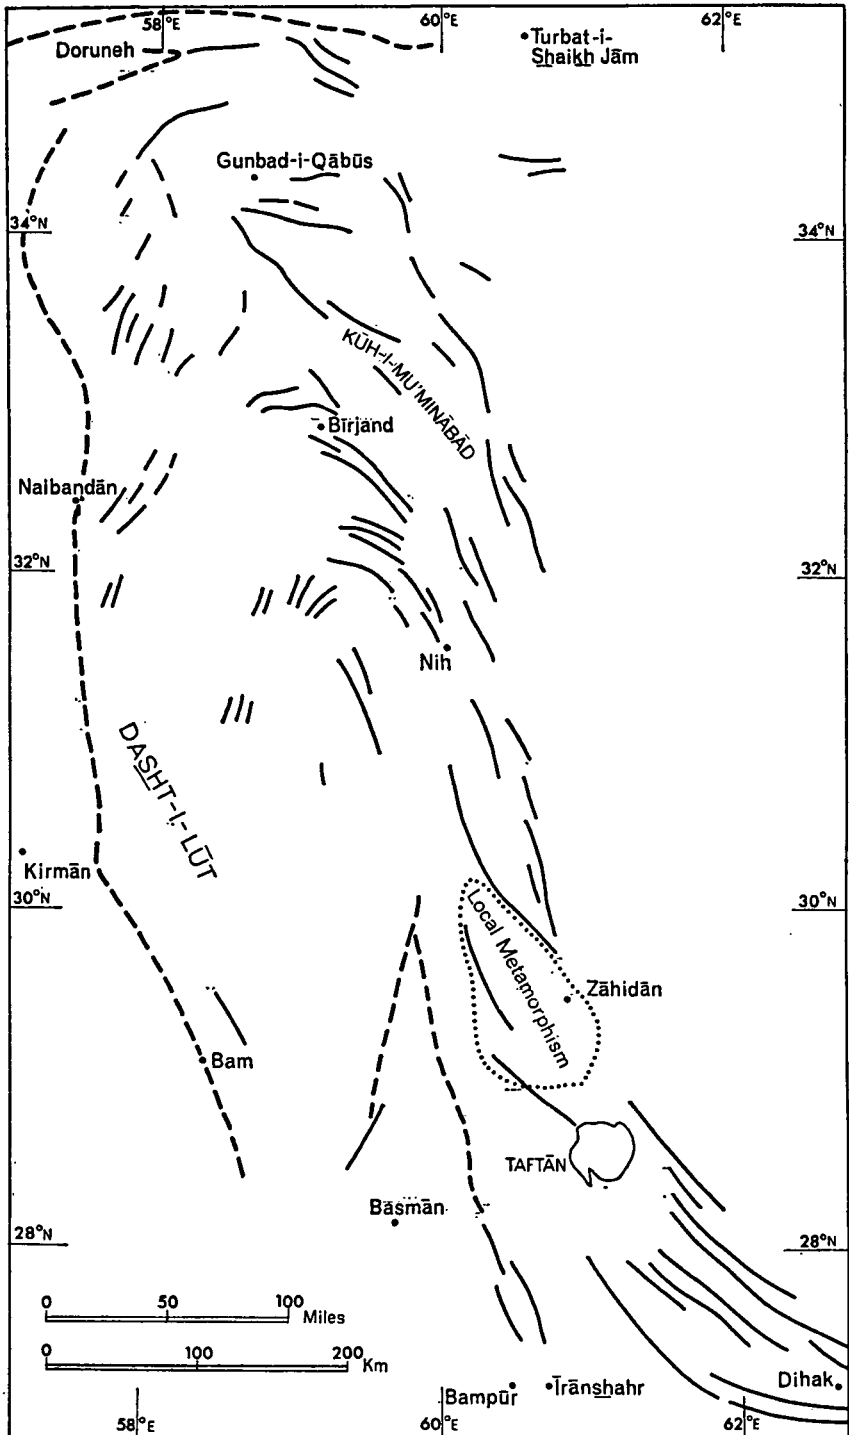 58°E
60°E
62°E
Doruneh
Turbat-i-
Shaikh Jām
Gunbad-i-Qābūs
34°N
34°N
KŪH-I-MU'MINĀBĀD
Bīrjand
Naibandān
32°N
32°N
Nih
DASHT-I-LŪT
Kirmān
30°N
30°N
Local Metamorphism
Zāhidān
Bam
TAFTĀN
Basmān
28°N
28°N
0 50 100
Miles
0 100 200
Km
Bampūr
Īrānshahr
Dihak
58°E
60°E
62°E